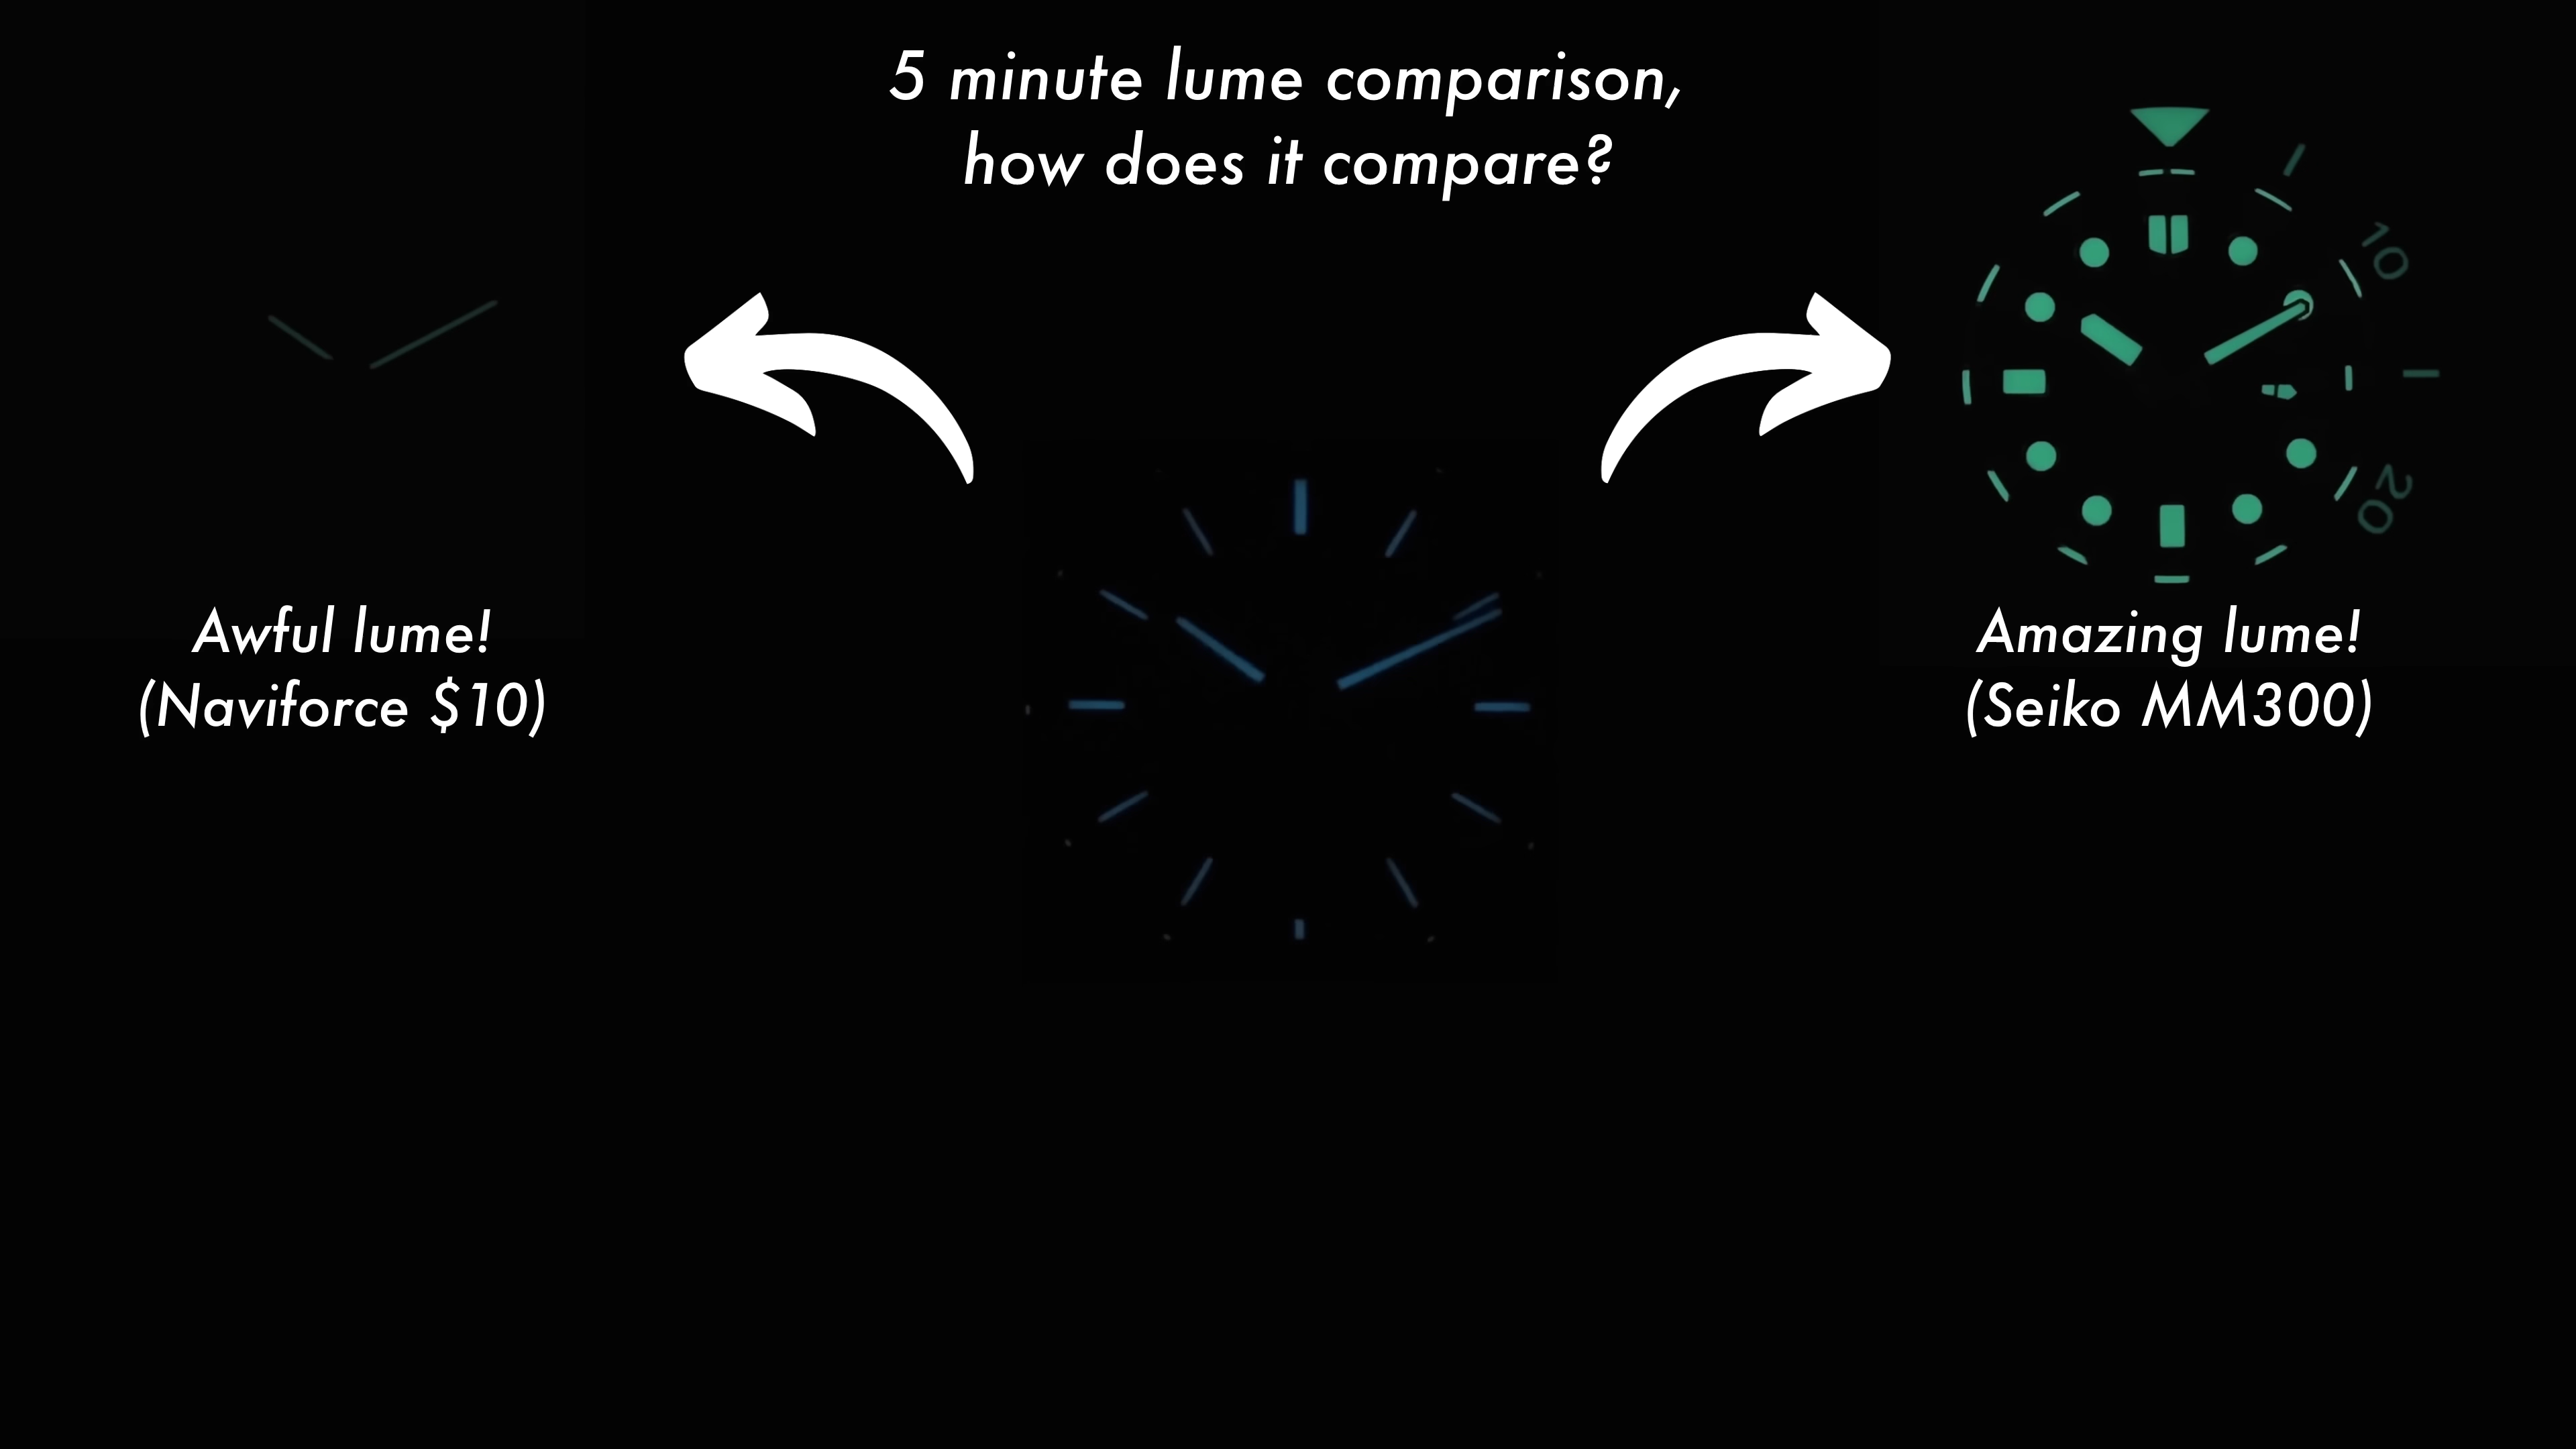 5 minute lume comparison,
how does it compare?
Awful lume!
(Naviforce $10)
Amazing lume!
(Seiko MM300)
10
20